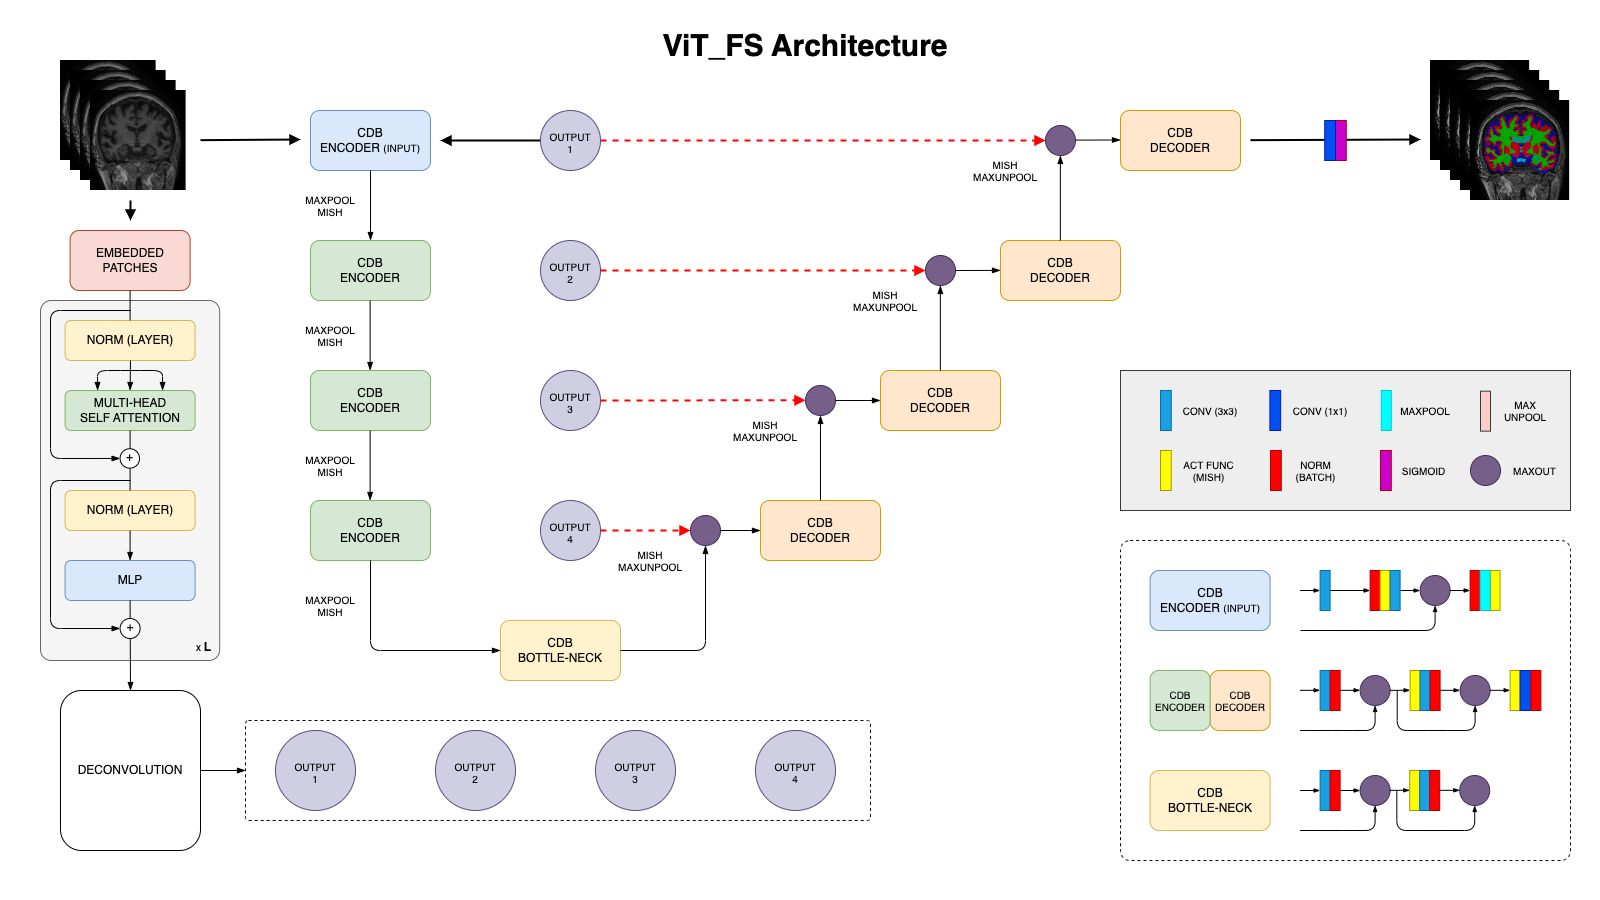 ViT_FS Architecture
CDB
ENCODER (INPUT)
OUTPUT
1
CDB
DECODER
MISH
MAXUNPOOL
MAXPOOL
MISH
EMBEDDED
PATCHES
CDB
ENCODER
OUTPUT
2
CDB
DECODER
MISH
MAXUNPOOL
MAXPOOL
MISH
NORM (LAYER)
MULTI-HEAD
SELF ATTENTION
+
CDB
ENCODER
OUTPUT
3
CDB
DECODER
MISH
MAXUNPOOL
MAXPOOL
MISH
NORM (LAYER)
MLP
+
x L
CDB
ENCODER
OUTPUT
4
CDB
DECODER
MISH
MAXUNPOOL
MAXPOOL
MISH
CDB
BOTTLE-NECK
DECONVOLUTION
OUTPUT
1
OUTPUT
2
OUTPUT
3
OUTPUT
4
CONV (3x3)
CONV (1x1)
MAXPOOL
MAX
UNPOOL
ACT FUNC
(MISH)
NORM
(BATCH)
SIGMOID
MAXOUT
CDB
ENCODER (INPUT)
CDB
ENCODER
CDB
DECODER
CDB
BOTTLE-NECK